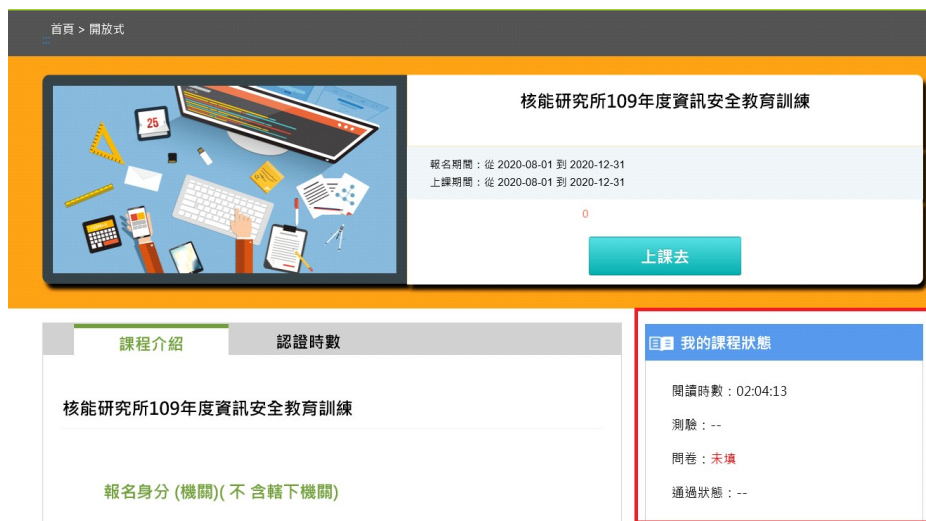 首頁 > 開放式
:::
25
核能研究所109年度資訊安全教育訓練
報名期間：從 2020-08-01 到 2020-12-31
上課期間：從 2020-08-01 到 2020-12-31
0
上課去
課程介紹
認證時數
核能研究所109年度資訊安全教育訓練
報名身分 (機關)( 不 含轄下機關)
我的課程狀態
閱讀時數：02:04:13
測驗：--
問卷：未填
通過狀態：--